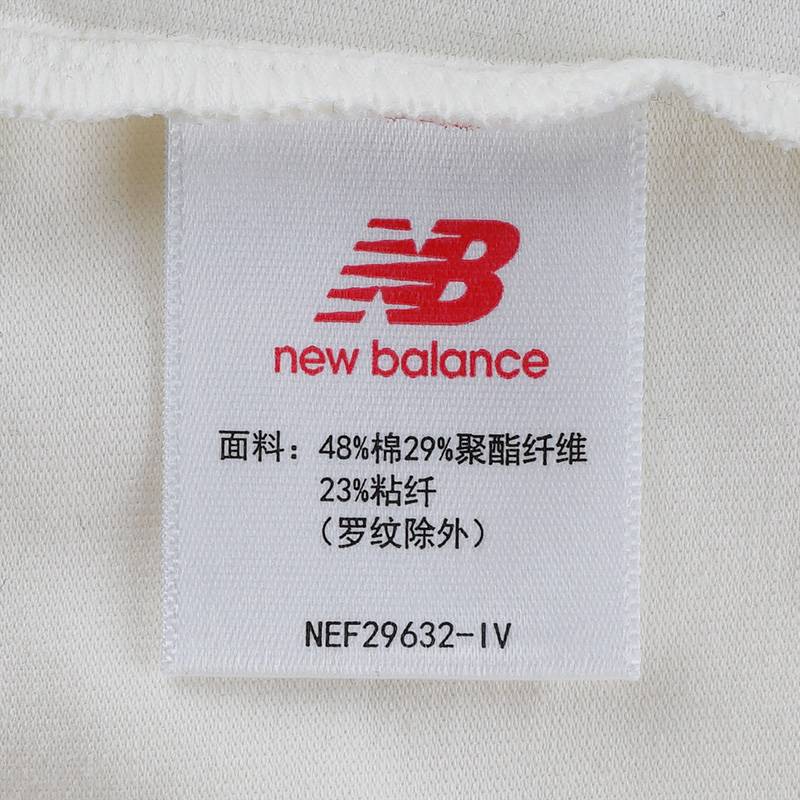 NB
new balance
面料：48%棉29%聚酯纤维
23%粘纤
（罗纹除外）
NEF29632-IV